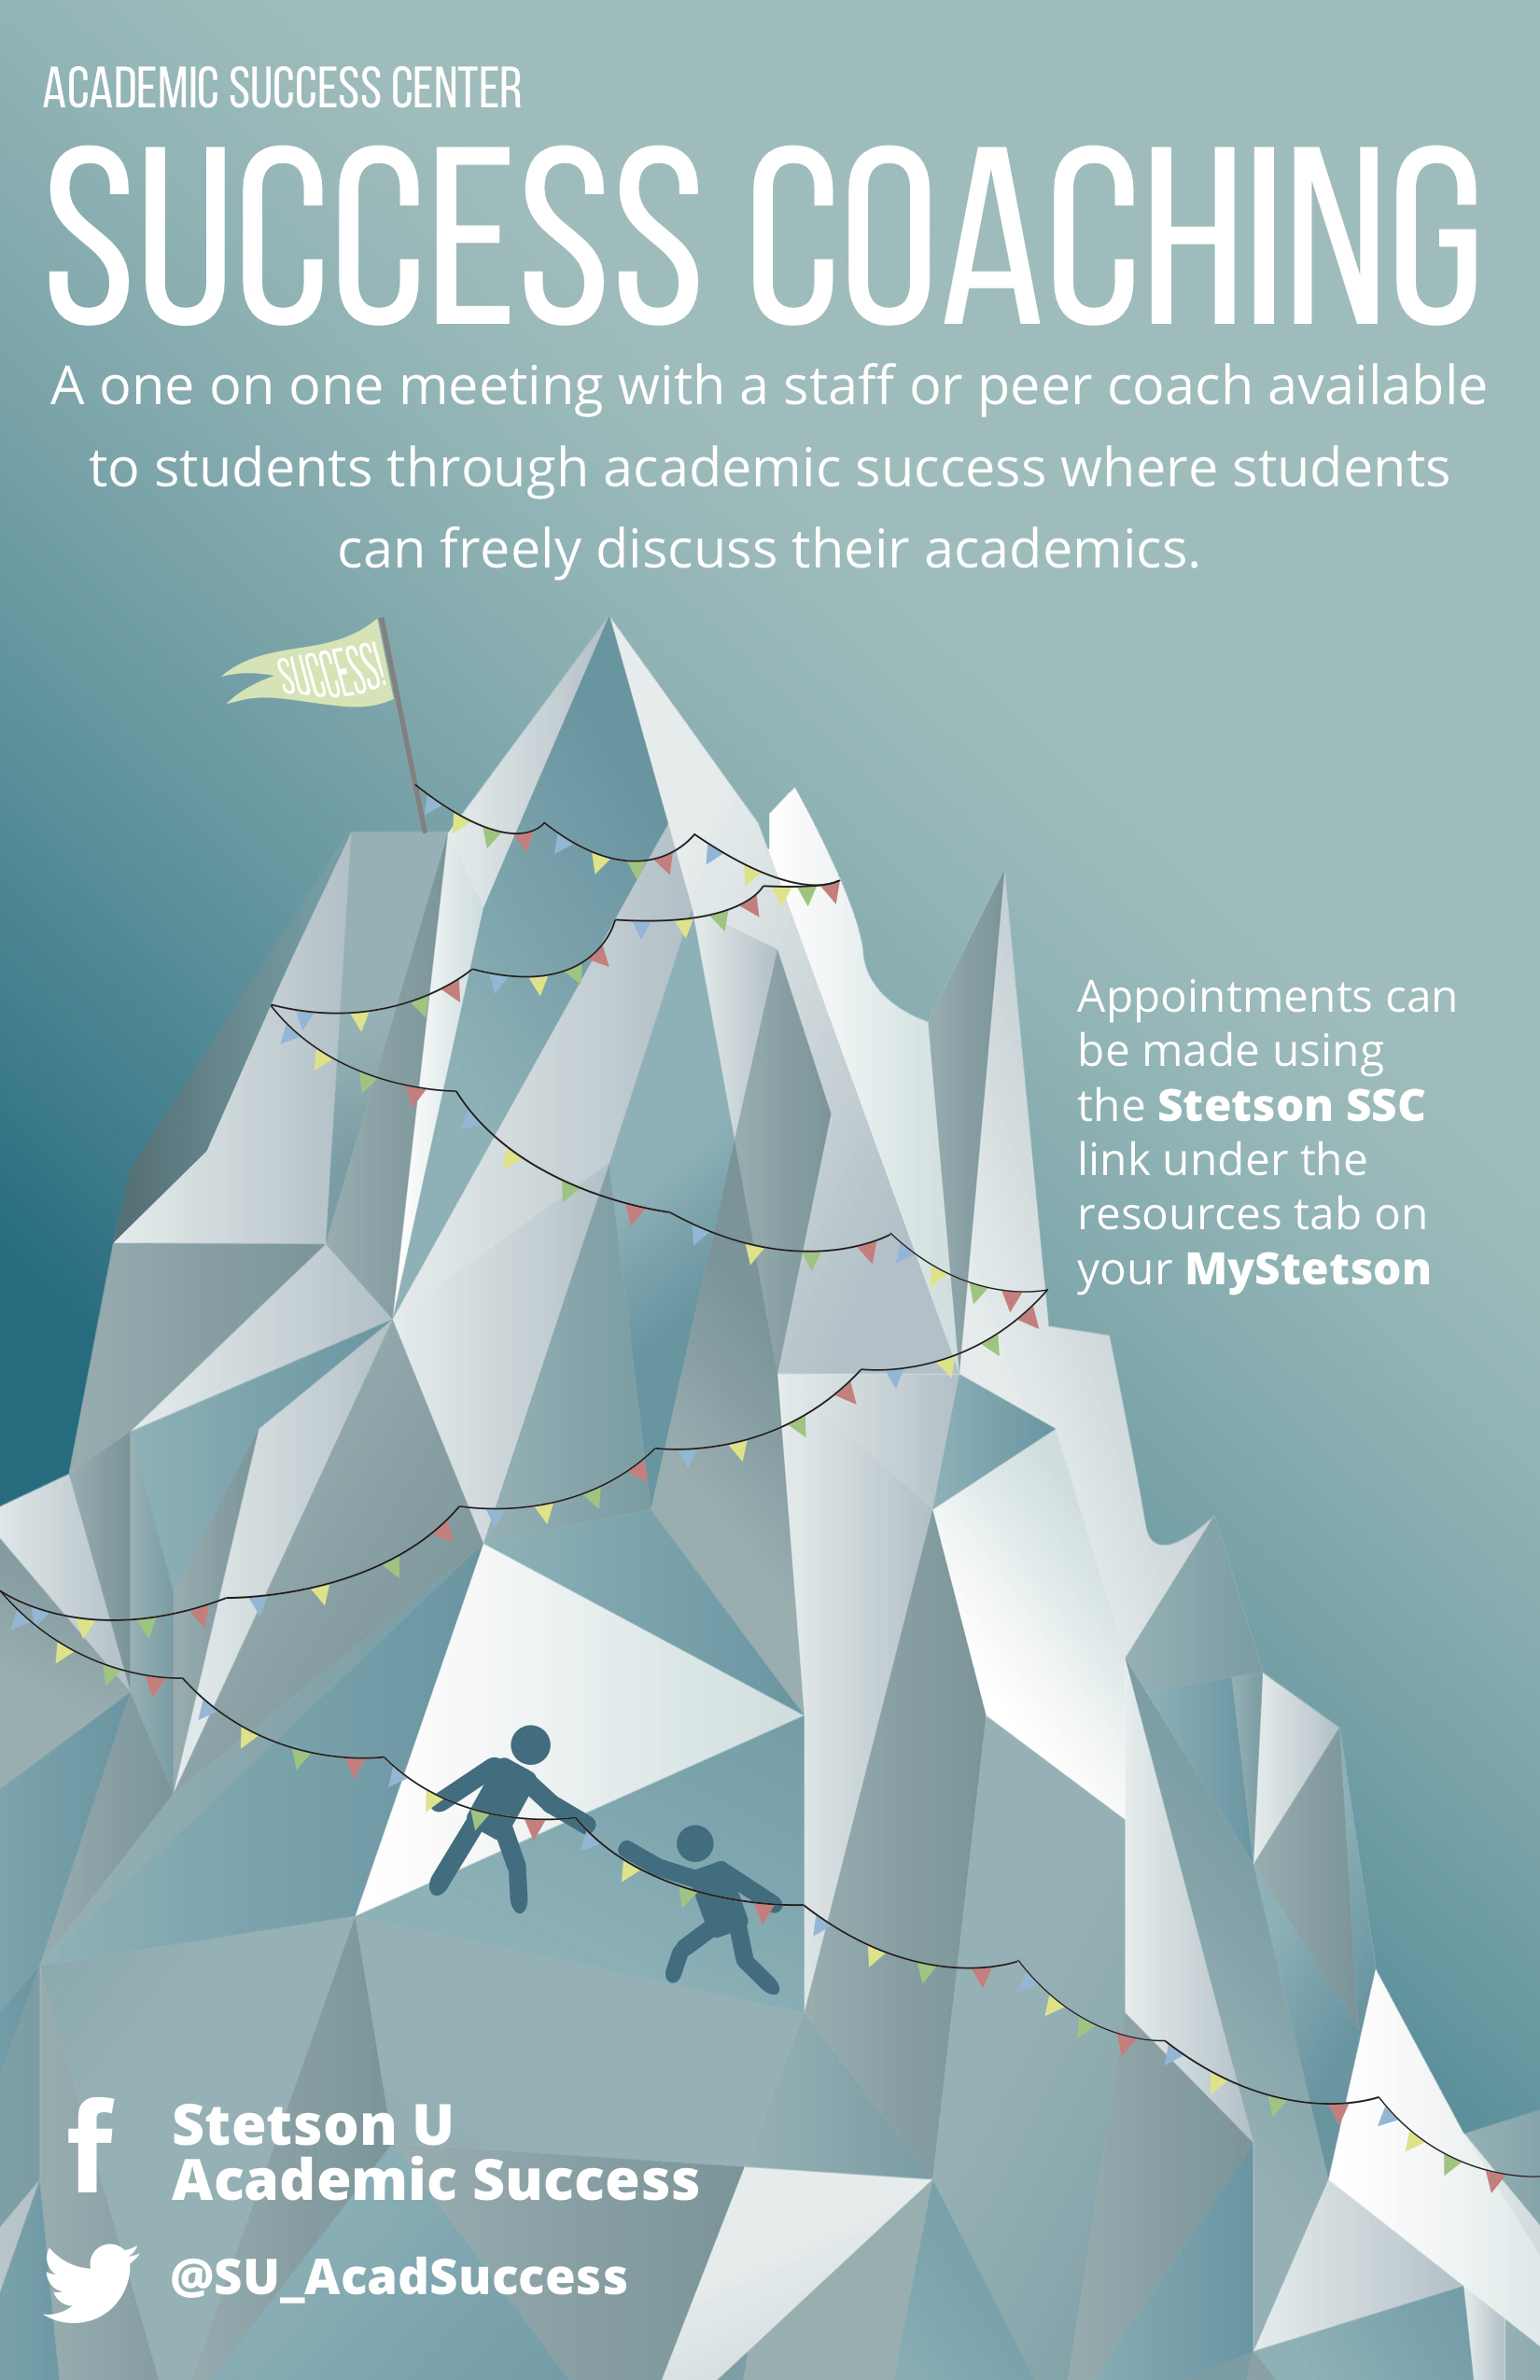 ACADEMIC SUCCESS CENTER
SUCCESS COACHING
A one on one meeting with a staff or peer coach available
to students through academic success where students
can freely discuss their academics.
SUCCESS!
Appointments can
be made using
the Stetson SSC
link under the
resources tab on
your MyStetson
Stetson U
Academic Success
@SU_AcadSuccess